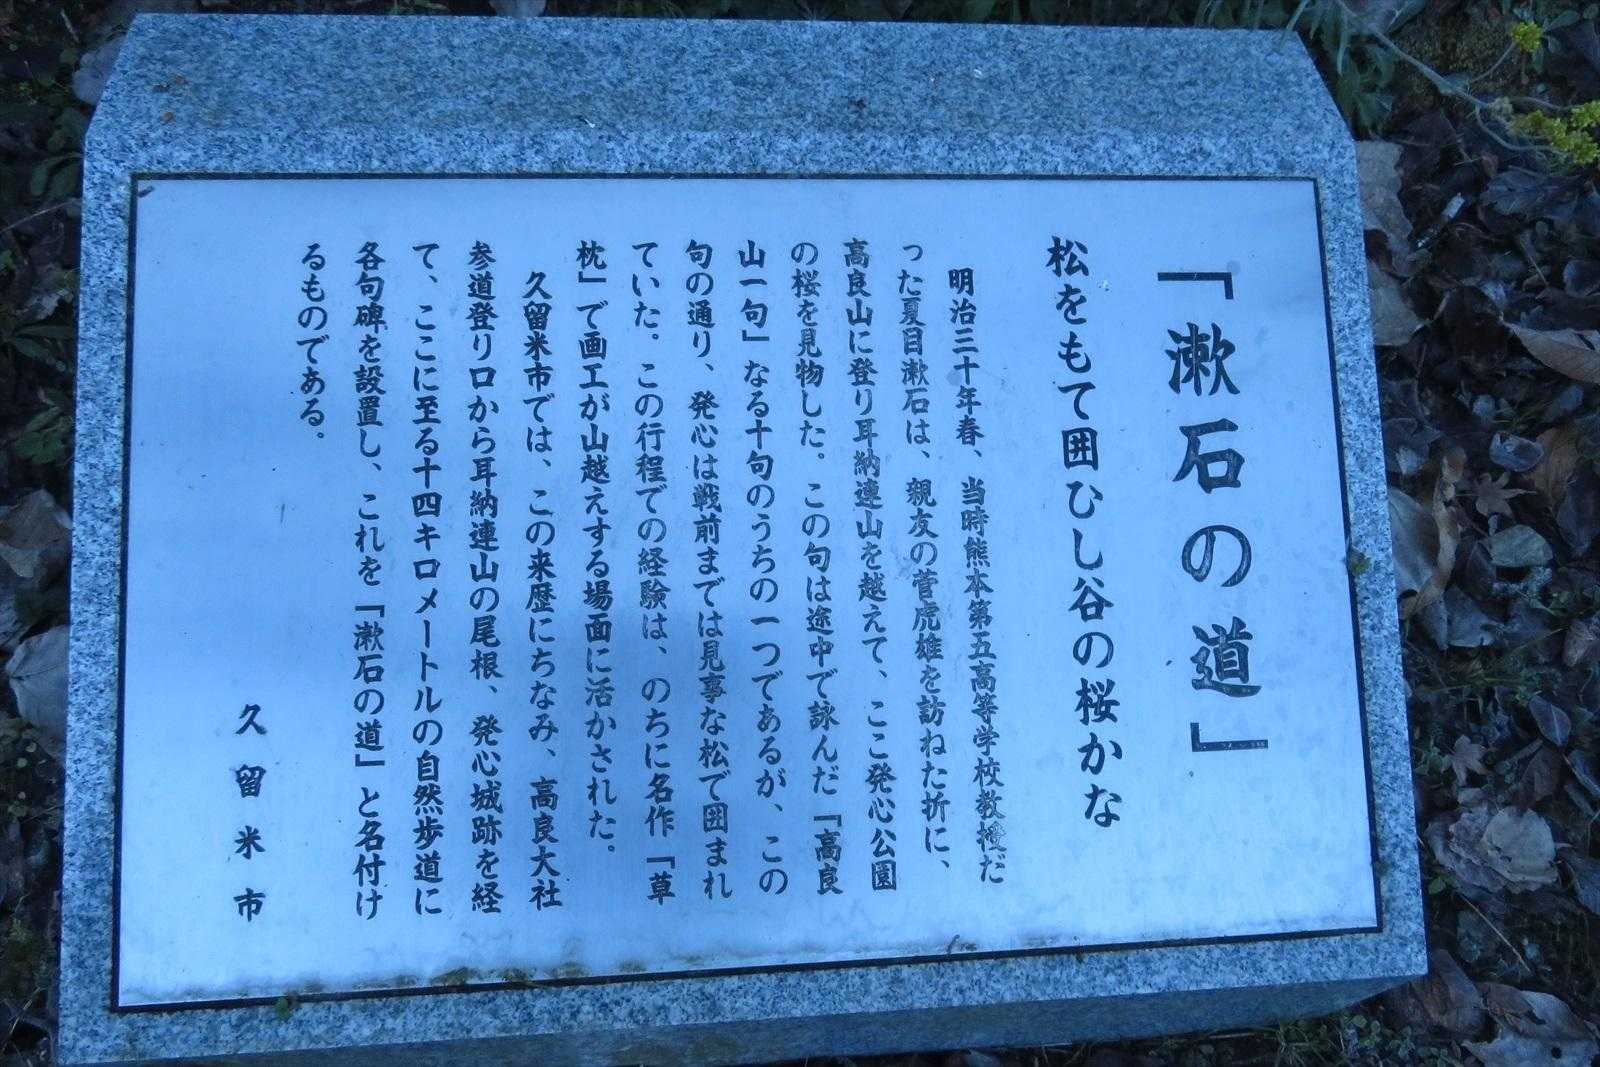 「漱石の道」
松をもて囲ひし谷の桜かな
明治三十年春、当時熊本第五高等学校教授だ
った夏目漱石は、親友の菅虎雄を訪ねた折に、
高良山に登り耳納連山を越えて、ここ発心公園
の桜を見物した。この句は途中で詠んだ「高良
山一句」なる十句のうちの一つであるが、この
句の通り、発心は戦前までは見事な松で囲まれ
ていた。この行程での経験は、のちに名作「草
枕」で画工が山越えする場面に活かされた。
久留米市では、この来歴にちなみ、高良大社
参道登り口から耳納連山の尾根、発心城跡を経
て、ここに至る十四キロメートルの自然歩道に
各句碑を設置し、これを「漱石の道」と名付け
るものである。
久留米市